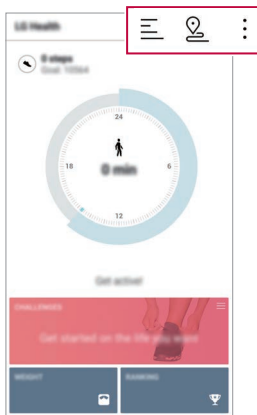 LG Health
0 steps
Goal: 10564
24
18
6
0 min
12
Get active!
CHALLENGES
Get started on the life you want
WEIGHT
RANKING